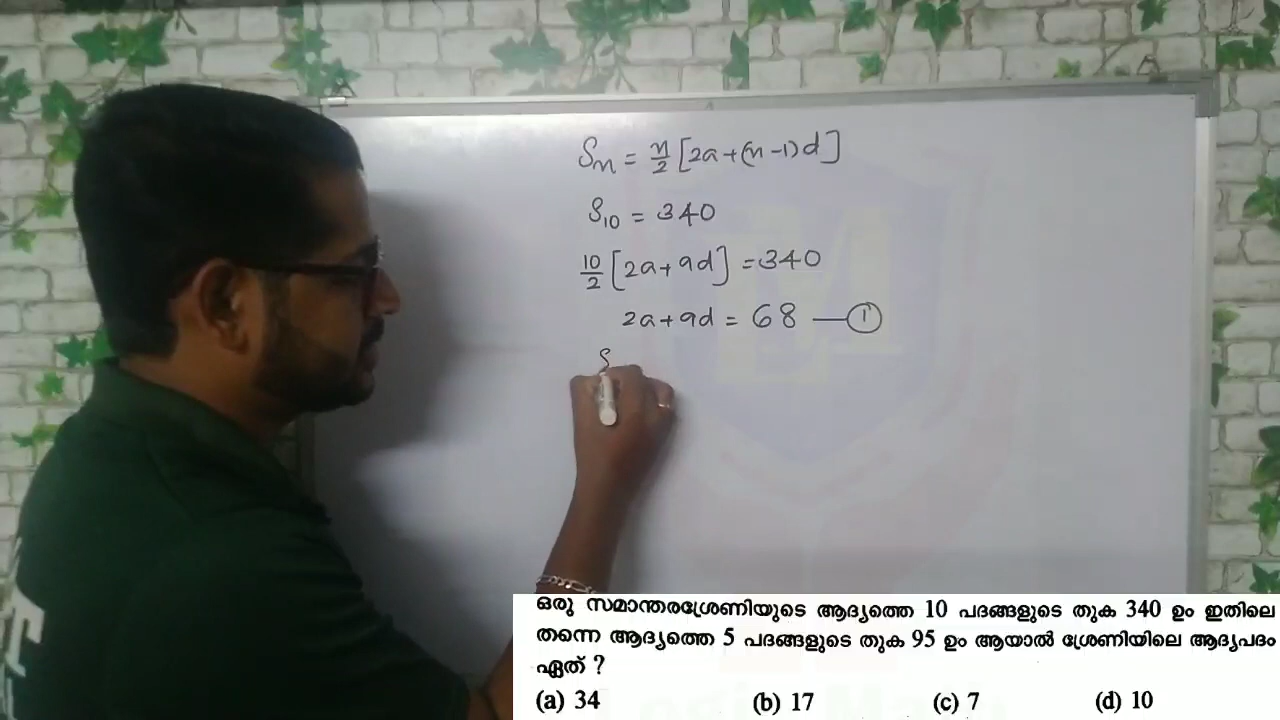 Sn = n/2 [2a+(n-1)d]
S10 = 340
10/2 [2a+9d] = 340
2a+9d = 68 — ①
S
ഒരു സമാന്തരശ്രേണിയുടെ ആദ്യത്തെ 10 പദങ്ങളുടെ തുക 340 ഉം ഇതിലെ
തന്നെ ആദ്യത്തെ 5 പദങ്ങളുടെ തുക 95 ഉം ആയാൽ ശ്രേണിയിലെ ആദ്യപദം
ഏത് ?
(a) 34 (b) 17 (c) 7 (d) 10